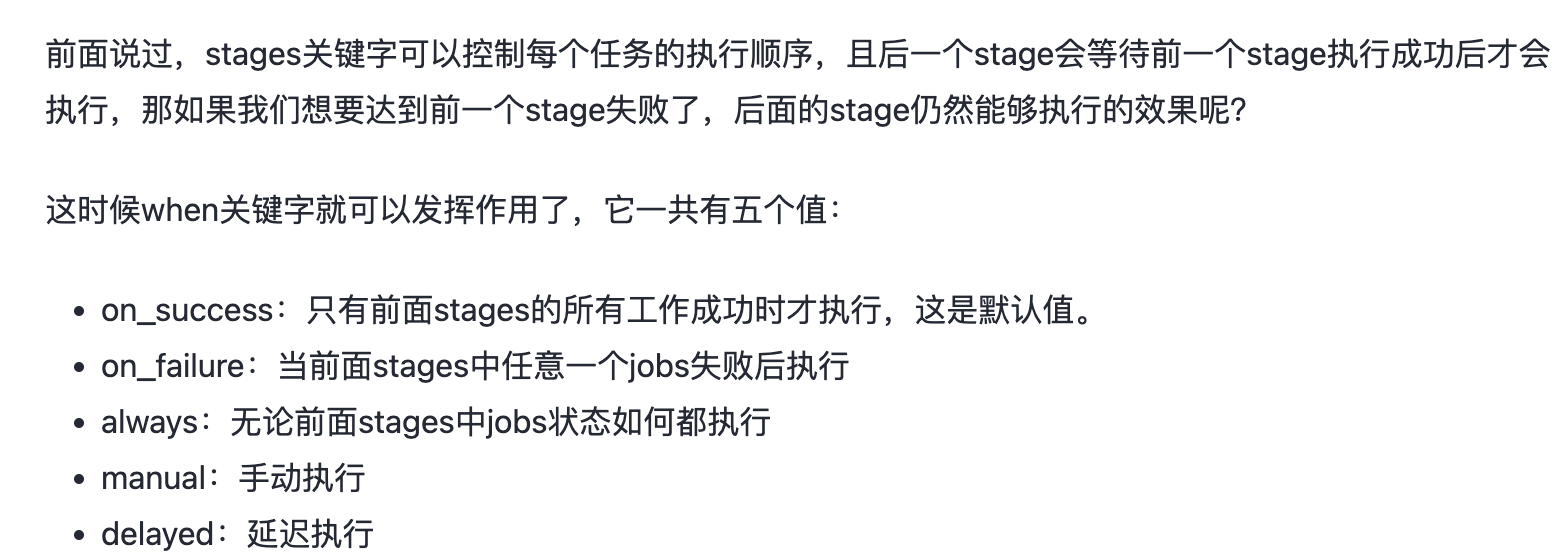 前面说过，stages关键字可以控制每个任务的执行顺序，且后一个stage会等待前一个stage执行成功后才会
执行，那如果我们想要达到前一个stage失败了，后面的stage仍然能够执行的效果呢？
这时候when关键字就可以发挥作用了，它一共有五个值：
• on_success：只有前面stages的所有工作成功时才执行，这是默认值。
• on_failure：当前面stages中任意一个jobs失败后执行
• always：无论前面stages中jobs状态如何都执行
• manual：手动执行
• delayed：延迟执行